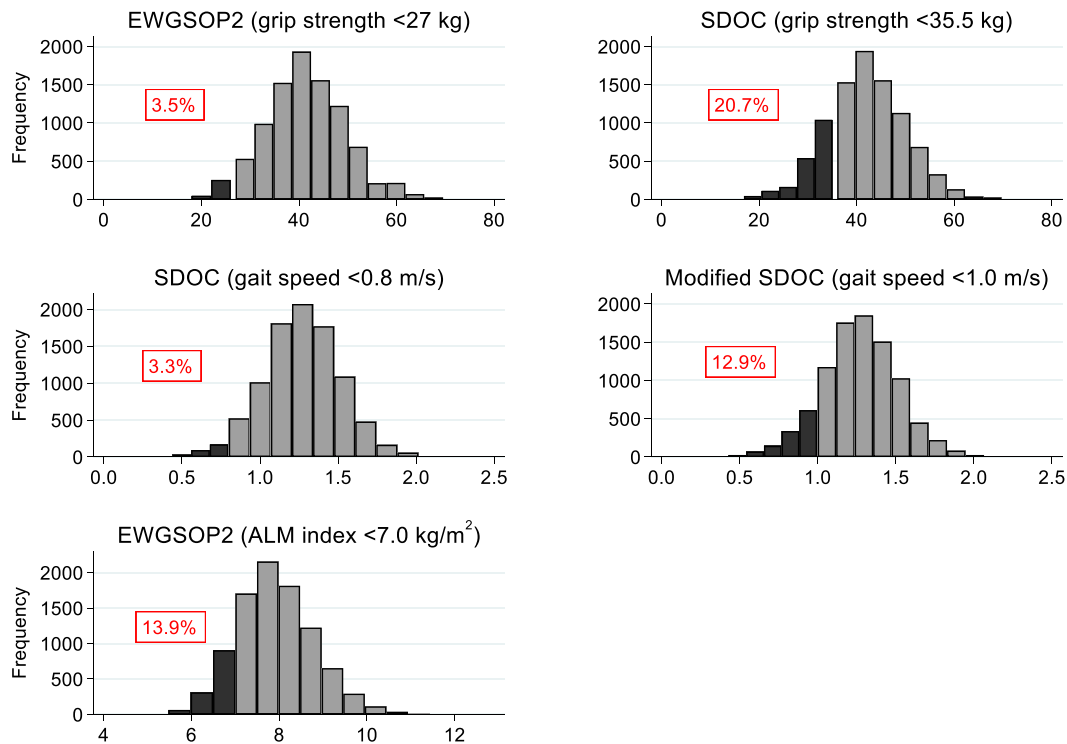 EWGSOP2 (grip strength <27 kg)
Frequency
2000
1500
1000
500
0
3.5%
0 20 40 60 80
SDOC (grip strength <35.5 kg)
2000
1500
1000
500
0
20.7%
0 20 40 60 80
SDOC (gait speed <0.8 m/s)
Frequency
2000
1500
1000
500
0
3.3%
0.0 0.5 1.0 1.5 2.0 2.5
Modified SDOC (gait speed <1.0 m/s)
2000
1500
1000
500
0
12.9%
0.0 0.5 1.0 1.5 2.0 2.5
EWGSOP2 (ALM index <7.0 kg/m²)
Frequency
2000
1500
1000
500
0
13.9%
4 6 8 10 12